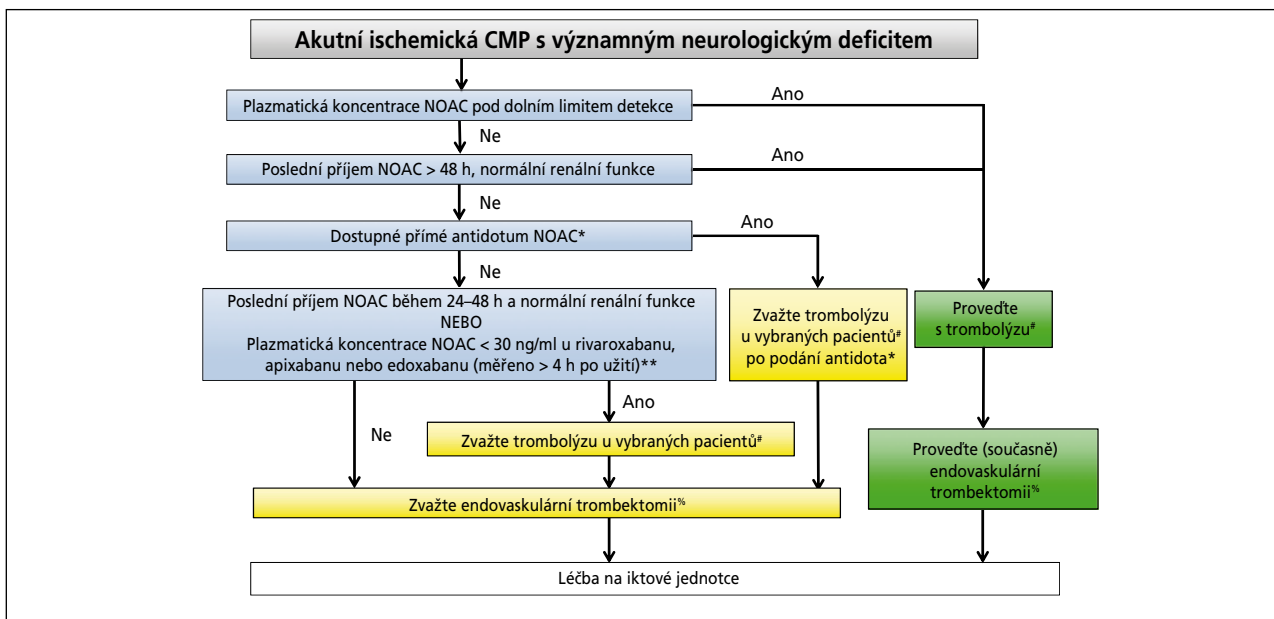 Akutní ischemická CMP s významným neurologickým deficitem
Plazmatická koncentrace NOAC pod dolním limitem detekce
Ano
Ne
Poslední příjem NOAC > 48 h, normální renální funkce
Ano
Ne
Dostupné přímé antidotum NOAC*
Ano
Ne
Poslední příjem NOAC během 24–48 h a normální renální funkce
NEBO
Plazmatická koncentrace NOAC < 30 ng/ml u rivaroxabanu,
apixabanu nebo edoxabanu (měřeno > 4 h po užití)**
Zvažte trombolýzu
u vybraných pacientů#
po podání antidota*
Proveďte
s trombolýzu#
Ne
Ano
Zvažte trombolýzu u vybraných pacientů#
Proveďte (současně)
endovaskulární
trombektomii%
Zvažte endovaskulární trombektomii%
Léčba na iktové jednotce